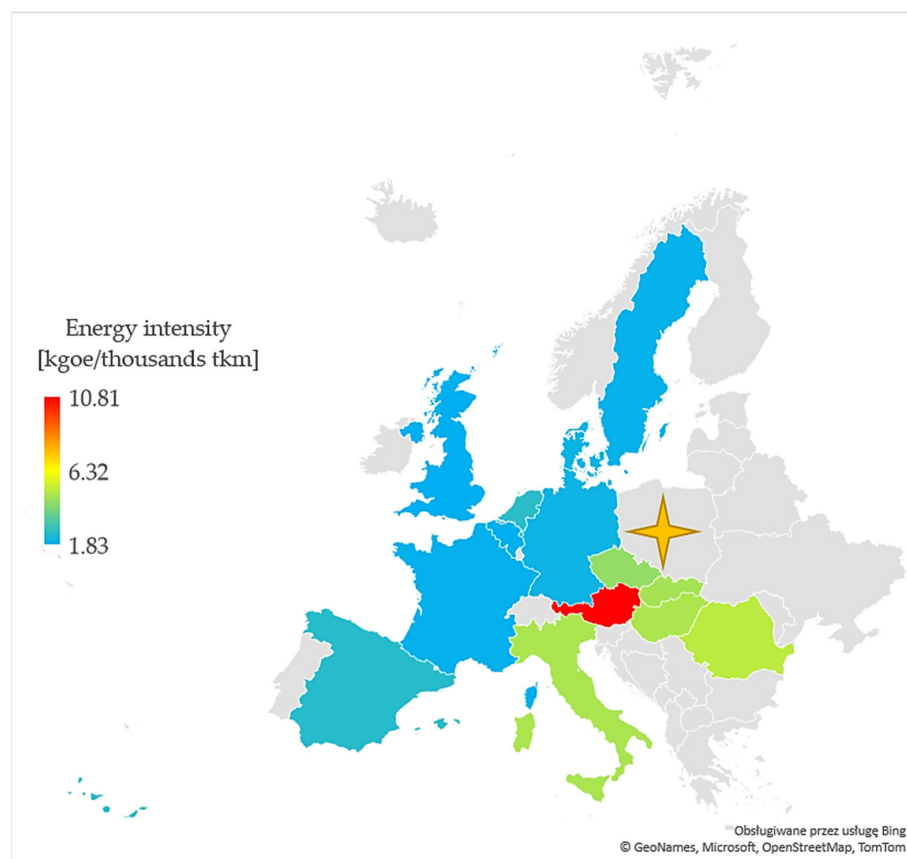 Energy intensity
[kgoe/thousands tkm]
10.81
6.32
1.83
Obsługiwane przez usługę Bing
© GeoNames, Microsoft, OpenStreetMap, TomTom